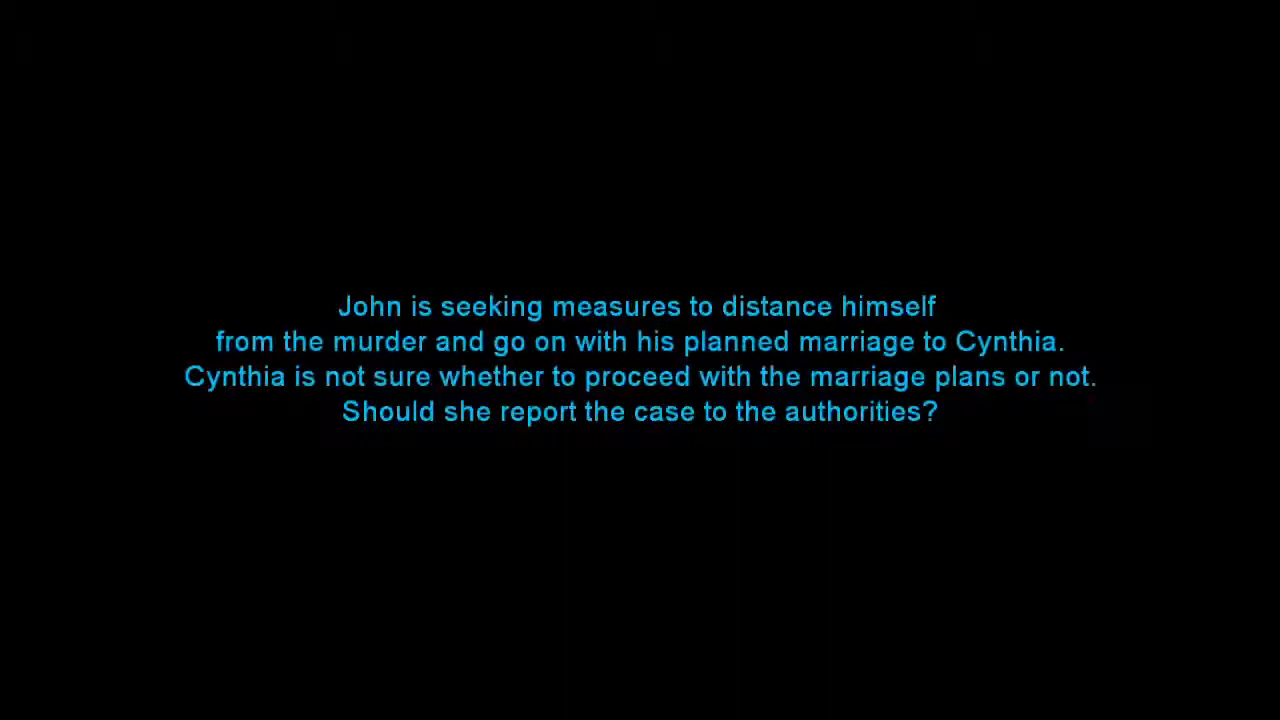 John is seeking measures to distance himself
from the murder and go on with his planned marriage to Cynthia.
Cynthia is not sure whether to proceed with the marriage plans or not.
Should she report the case to the authorities?